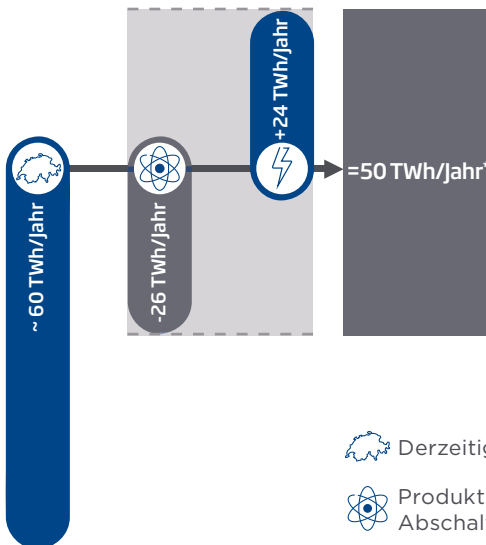 ~ 60 TWh/Jahr
-26 TWh/Jahr
+24 TWh/Jahr
=50 TWh/Jahr
Derzeitig
Produkt
Abschal